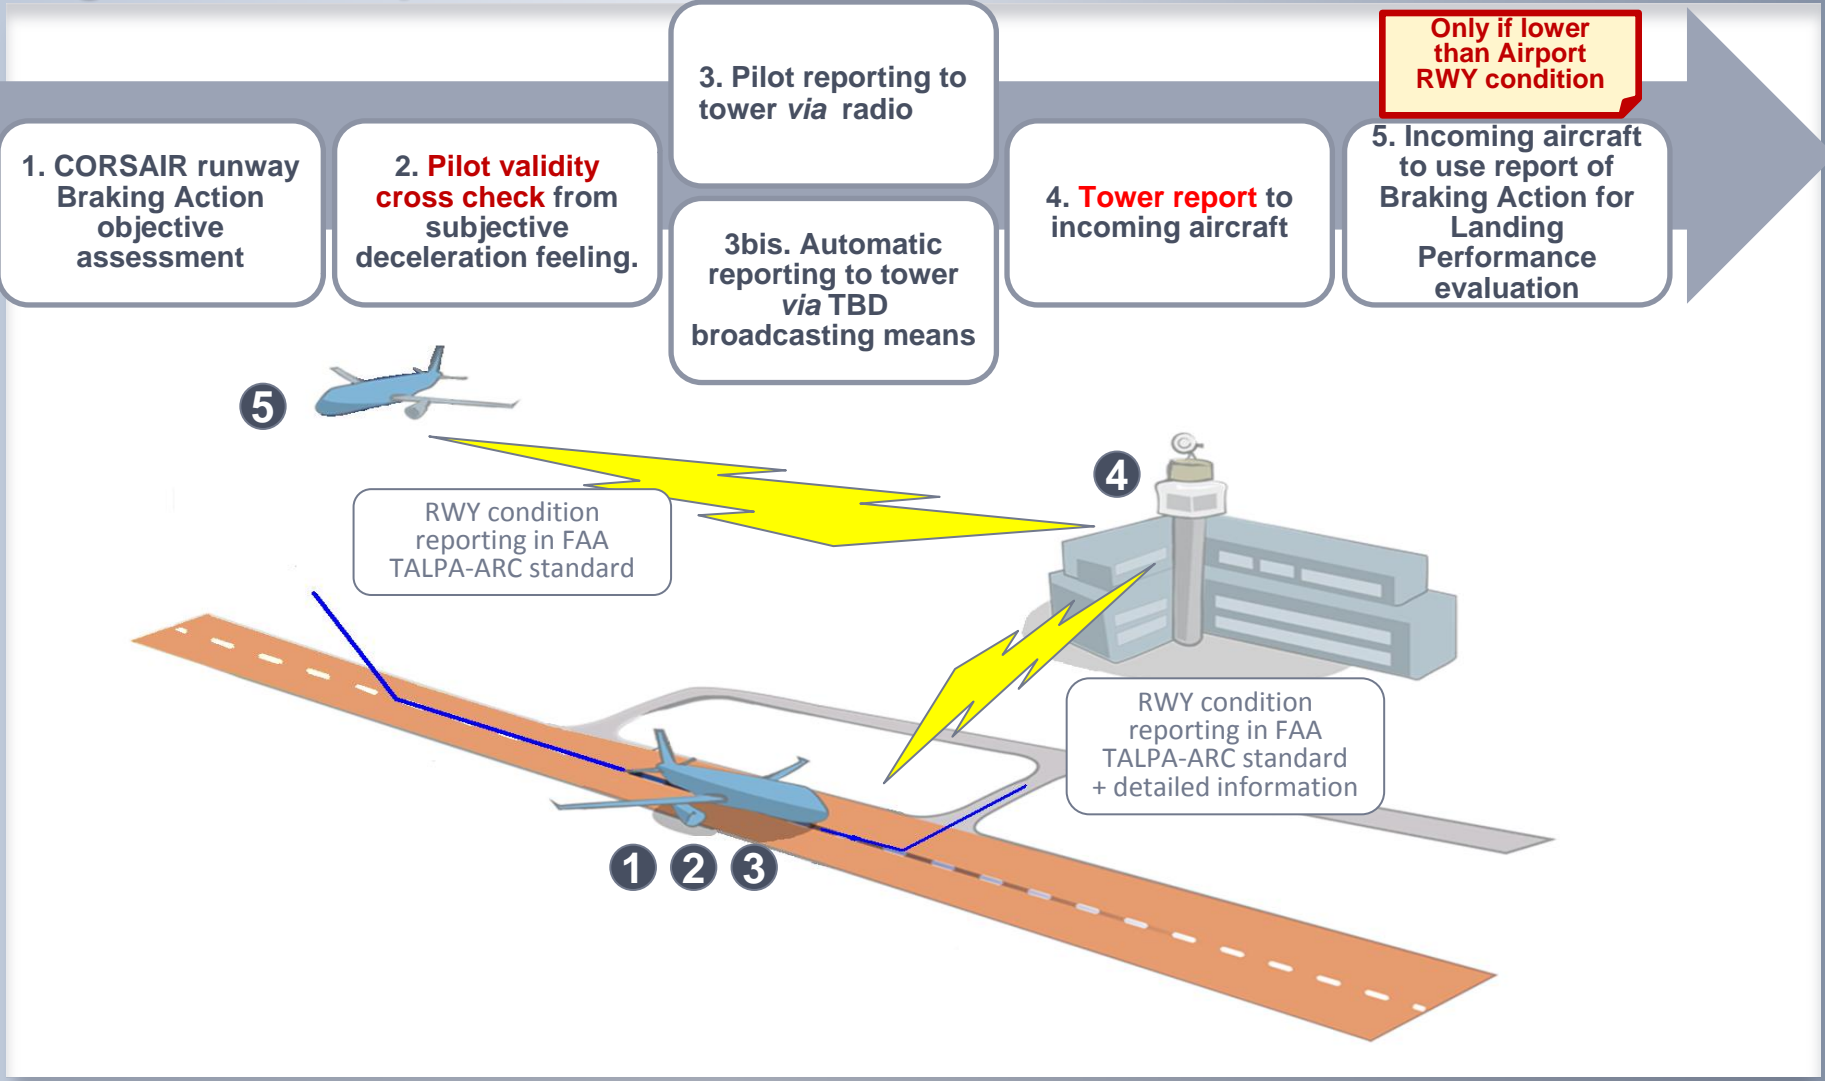 1. CORSAIR runway
Braking Action
objective
assessment
2. Pilot validity
cross check from
subjective
deceleration feeling.
3. Pilot reporting to
tower via radio
3bis. Automatic
reporting to tower
via TBD
broadcasting means
4. Tower report to
incoming aircraft
Only if lower
than Airport
RWY condition
5. Incoming aircraft
to use report of
Braking Action for
Landing
Performance
evaluation
5
4
RWY condition
reporting in FAA
TALPA-ARC standard
RWY condition
reporting in FAA
TALPA-ARC standard
+ detailed information
1 2 3